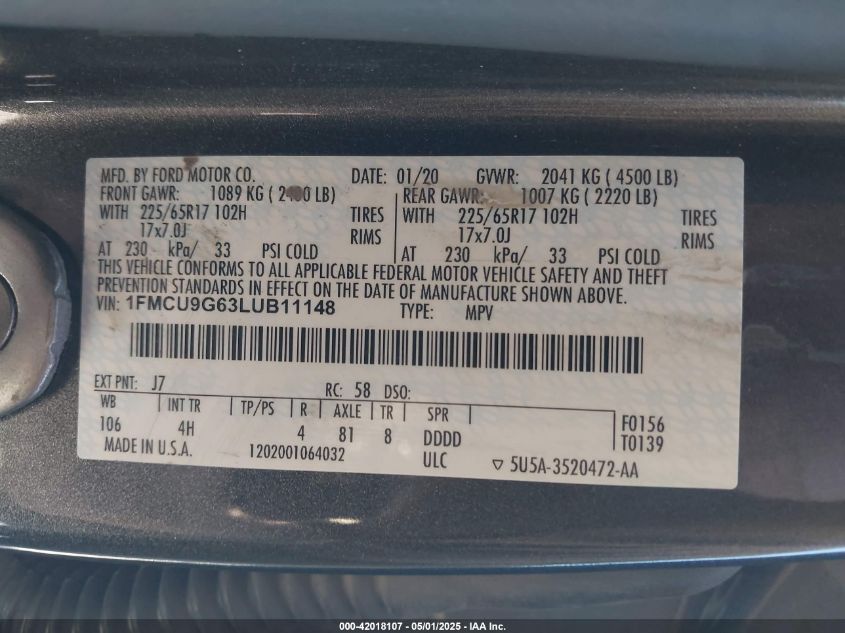 MFD. BY FORD MOTOR CO. DATE: 01/20 GVWR: 2041 KG ( 4500 LB)
FRONT GAWR: 1089 KG ( LB) REAR GAWR: 1007 KG ( 2220 LB)
WITH 225/65R17 102H TIRES WITH 225/65R17 102H TIRES
17x7.0J RIMS 17x7.0J RIMS
AT 230 kPa/ 33 PSI COLD AT 230 kPa/ 33 PSI COLD
THIS VEHICLE CONFORMS TO ALL APPLICABLE FEDERAL MOTOR VEHICLE SAFETY AND THEFT
PREVENTION STANDARDS IN EFFECT ON THE DATE OF MANUFACTURE SHOWN ABOVE.
VIN: 1FMCU9G63LUB11148 TYPE: MPV
EXT PNT: J7 RC: 58 DSO:
WB INT TR TP/PS R AXLE TR SPR F0156
106 4H 4 81 8 DDDD T0139
MADE IN U.S.A. 1202001064032 ULC ▽ 5U5A-3520472-AA
000-42018107 - 05/01/2025 - IAA Inc.